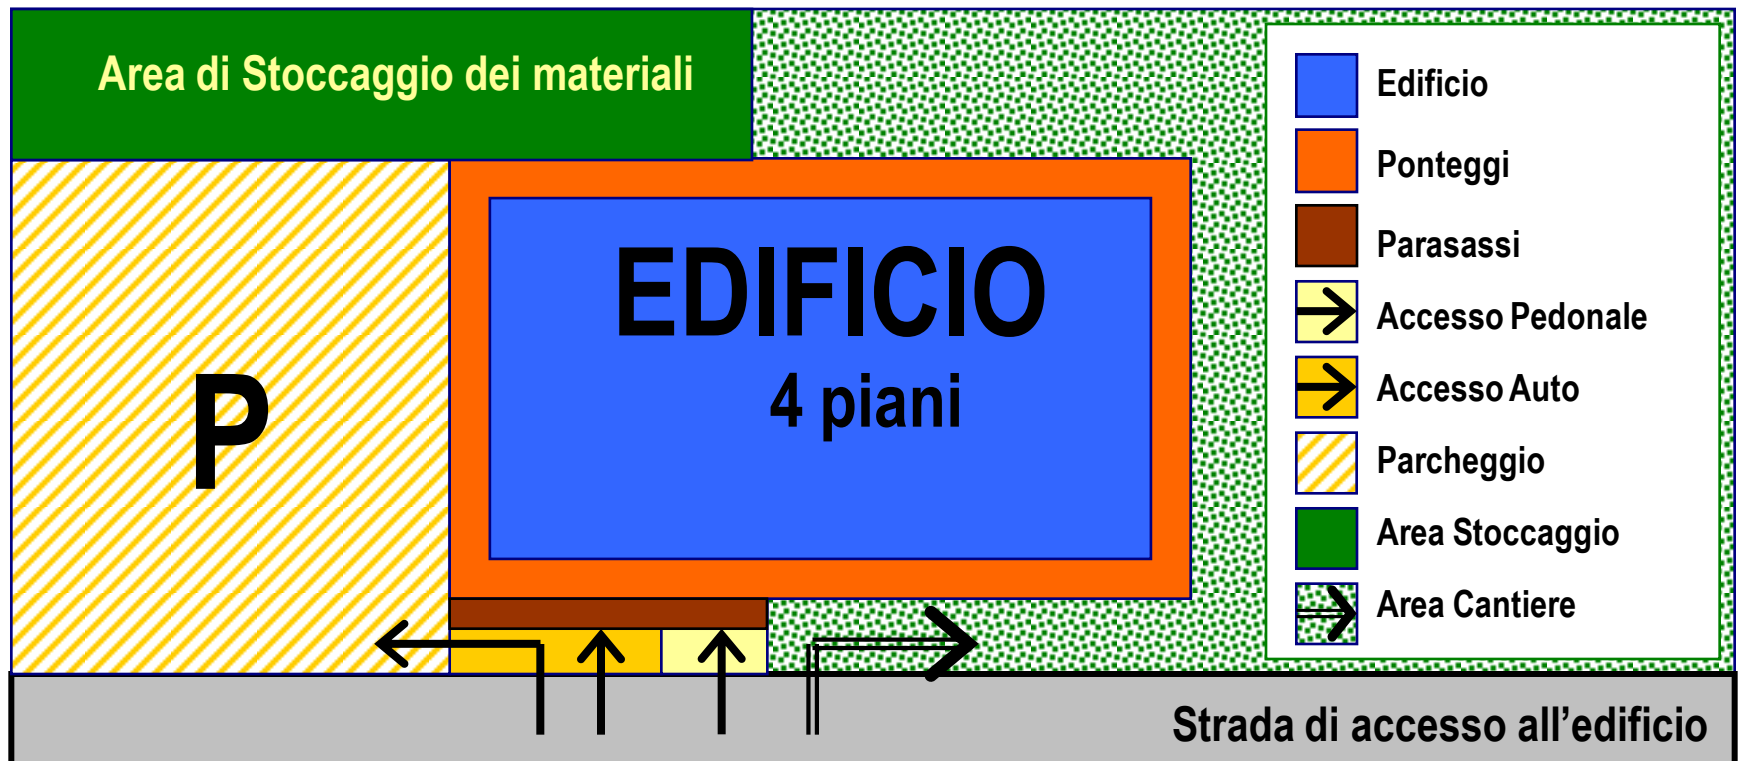 Area di Stoccaggio dei materiali
EDIFICIO
4 piani
P
Edificio
Ponteggi
Parasassi
Accesso Pedonale
Accesso Auto
Parcheggio
Area Stoccaggio
Area Cantiere
Strada di accesso all’edificio